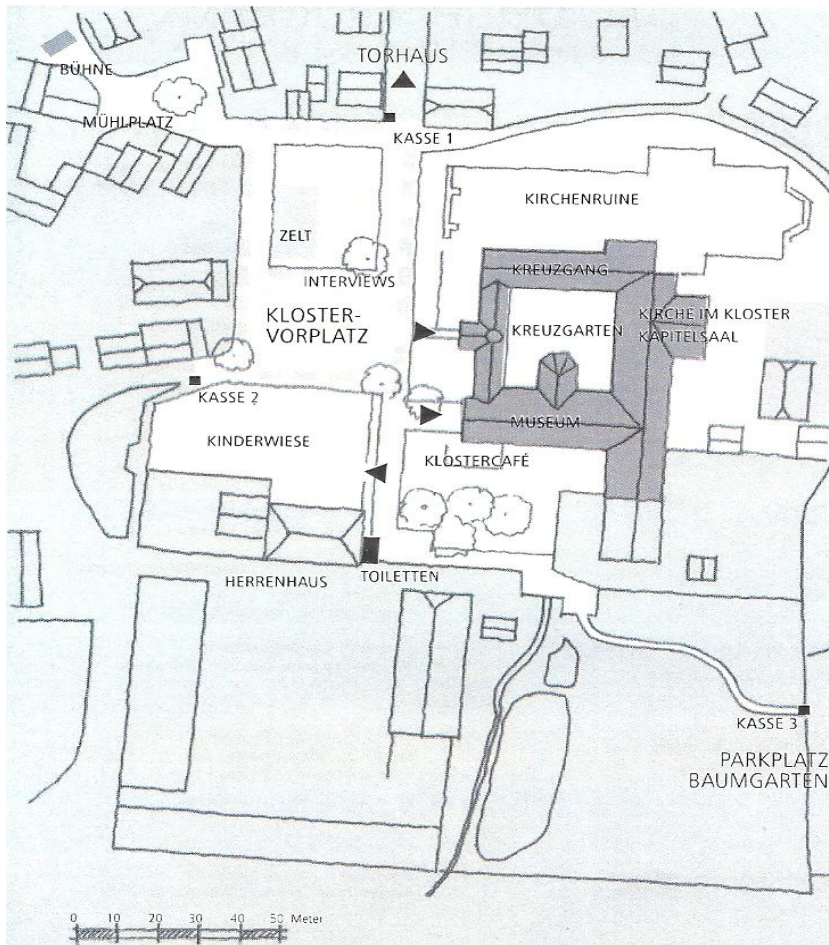 TORHAUS
BÜHNE
MÜHLPLATZ
KASSE 1
KIRCHENRUINE
ZELT
INTERVIEWS
KREUZGANG
KLOSTER-
VORPLATZ
KREUZGARTEN
KIRCHE IM KLOSTER
KAPITELSAAL
KASSE 2
KINDERWIESE
MUSEUM
KLOSTERCAFÉ
HERRENHAUS
TOILETTEN
KASSE 3
PARKPLATZ
BAUMGARTEN
0 10 20 30 40 50 Meter